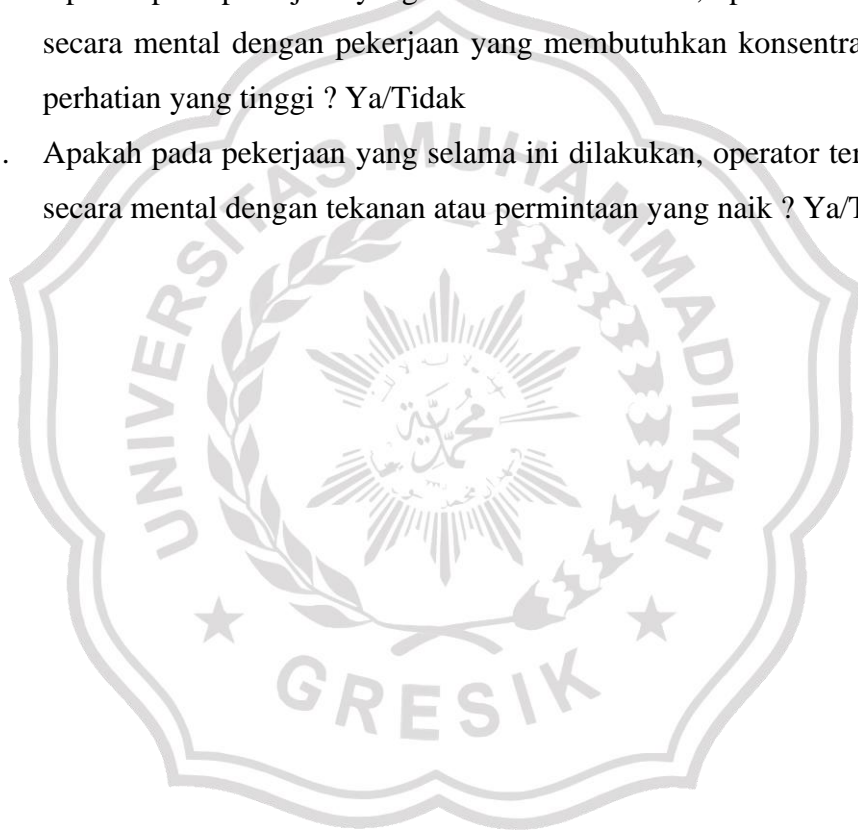 secara mental dengan pekerjaan yang membutuhkan konsentra
perhatian yang tinggi ? Ya/Tidak
. Apakah pada pekerjaan yang selama ini dilakukan, operator ter
secara mental dengan tekanan atau permintaan yang naik ? Ya/T
UNIVERSITAS MUHAMMADIYAH
GRESIK